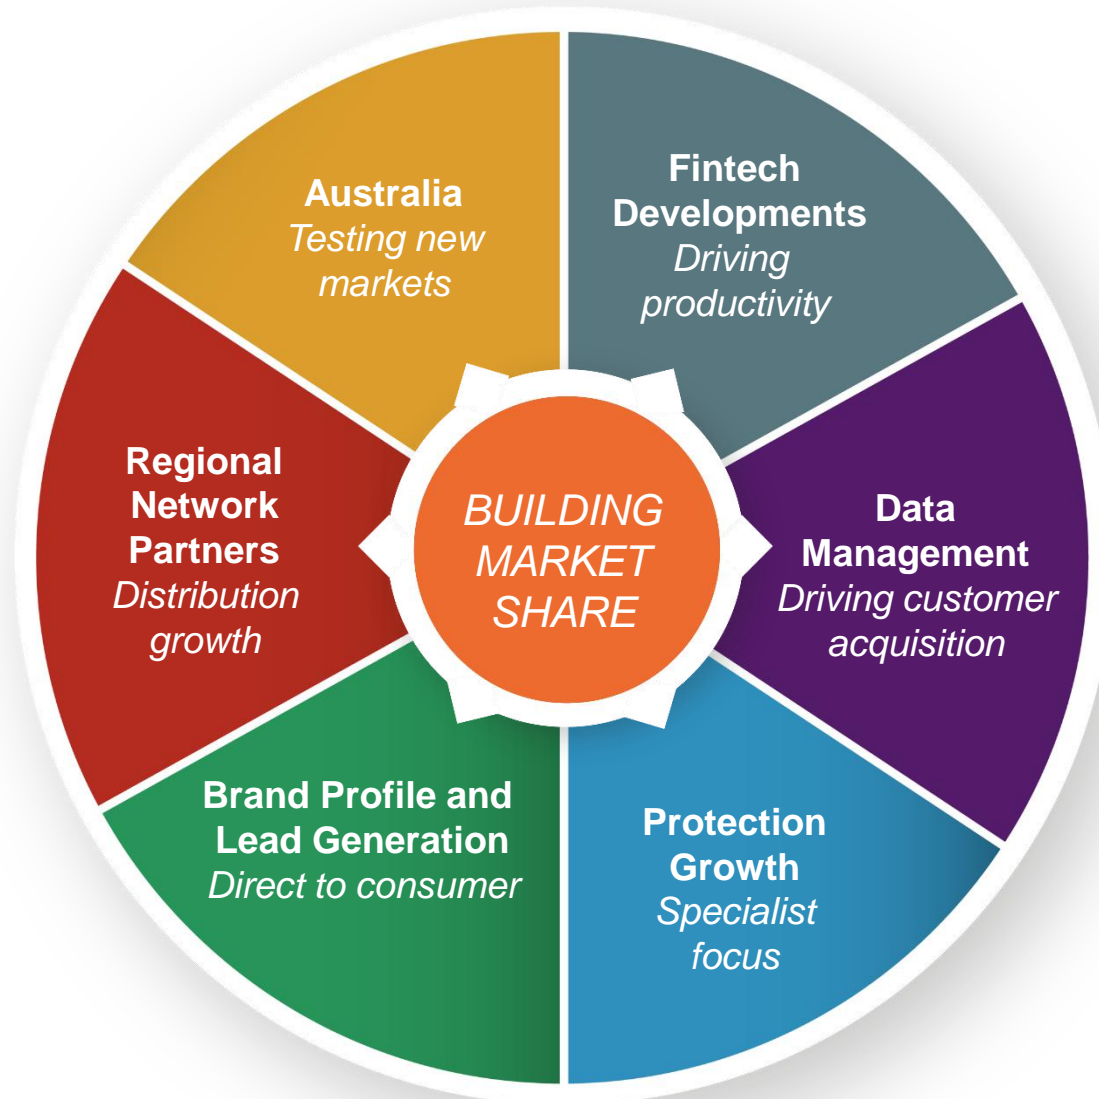 Australia
Testing new
markets
Fintech
Developments
Driving
productivity
Regional
Network
Partners
Distribution
growth
BUILDING
MARKET
SHARE
Data
Management
Driving customer
acquisition
Brand Profile and
Lead Generation
Direct to consumer
Protection
Growth
Specialist
focus